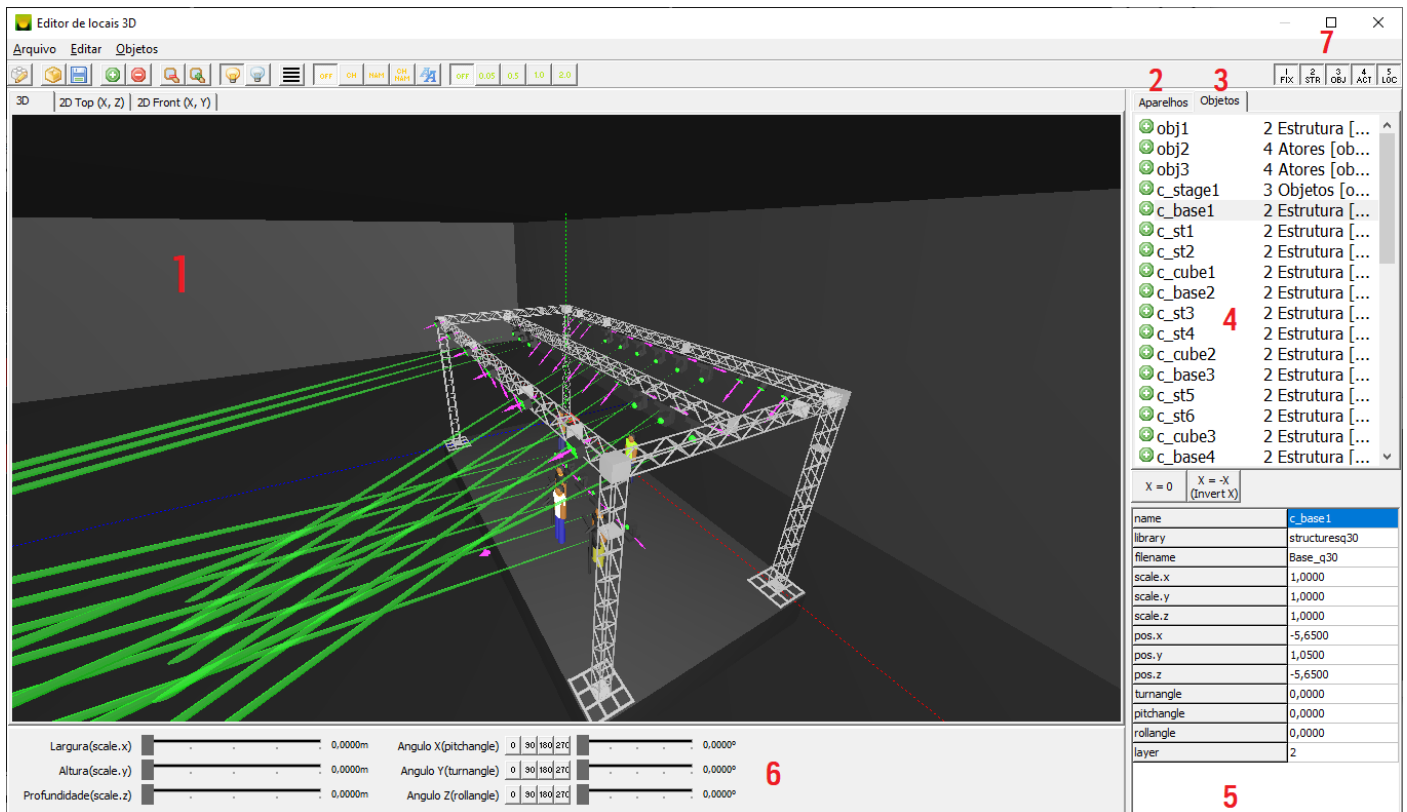 Editor de locais 3D
Arquivo Editar Objetos
7
OFF ON NAM ON NAM OFF 0.05 0.5 1.0 2.0
1 FIX 2 STR 3 OBJ 4 ACT 5 LOC
3D 2D Top (X, Z) 2D Front (X, Y)
2 3
Aparelhos Objetos
obj1 2 Estrutura [...
obj2 4 Atores [ob...
obj3 4 Atores [ob...
c_stage1 3 Objetos [o...
c_base1 2 Estrutura [...
c_st1 2 Estrutura [...
c_st2 2 Estrutura [...
c_cube1 2 Estrutura [...
c_base2 2 Estrutura [...
c_st3 2 Estrutura [...
c_st4 2 Estrutura [...
c_cube2 2 Estrutura [...
c_base3 2 Estrutura [...
c_st5 2 Estrutura [...
c_st6 2 Estrutura [...
c_cube3 2 Estrutura [...
c_base4 2 Estrutura [...
1
4
X = 0
X = -X
(Invert X)
name c_base1
library structuresq30
filename Base_q30
scale.x 1,0000
scale.y 1,0000
scale.z 1,0000
pos.x -5,6500
pos.y 1,0500
pos.z -5,6500
turnangle 0,0000
pitchangle 0,0000
rollangle 0,0000
layer 2
5
Largura(scale.x) 0,0000m Angulo X(pitchangle) 0 90 180 270 0,0000º
Altura(scale.y) 0,0000m Angulo Y(turnangle) 0 90 180 270 0,0000º
Profundidade(scale.z) 0,0000m Angulo Z(rollangle) 0 90 180 270 0,0000º
6